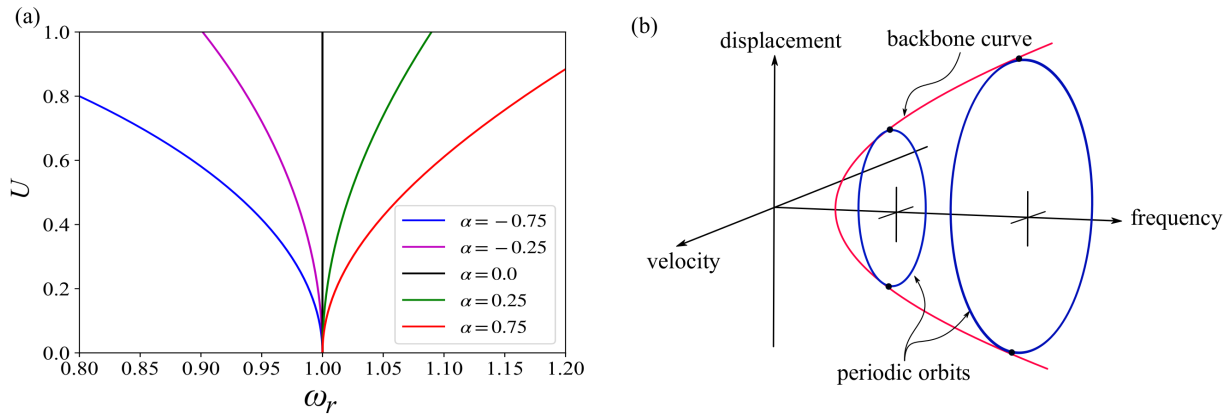 (a)
U
1.0
0.8
0.6
0.4
0.2
0.0
0.80 0.85 0.90 0.95 1.00 1.05 1.10 1.15 1.20
ω_r
α = −0.75
α = −0.25
α = 0.0
α = 0.25
α = 0.75
(b)
displacement
backbone curve
frequency
velocity
periodic orbits